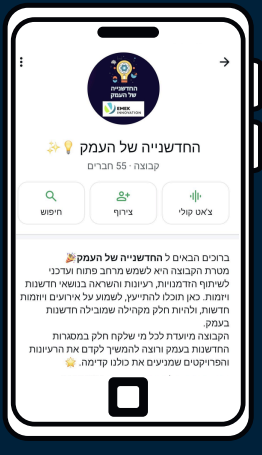 החדשנייה
של העמק
EMEK
INNOVATION
החדשנייה של העמק💡✨
קבוצה · 55 חברים
צ'אט קולי
צירוף
חיפוש
ברוכים הבאים ל החדשנייה של העמק🎉
מטרת הקבוצה היא לשמש מרחב פתוח ועדכני
לשיתוף הזדמנויות, רעיונות והשראה בנושאי חדשנות
ויזמות. כאן תוכלו להתייעץ, לשמוע על אירועים ויוזמות
חדשות, ולהיות חלק מקהילה שמובילה חדשנות
בעמק.
הקבוצה מיועדת לכל מי שלקח חלק במסגרות
החדשנות בעמק ורוצה להמשיך לקדם את הרעיונות
והפרויקטים שמניעים את כולנו קדימה. 🌟